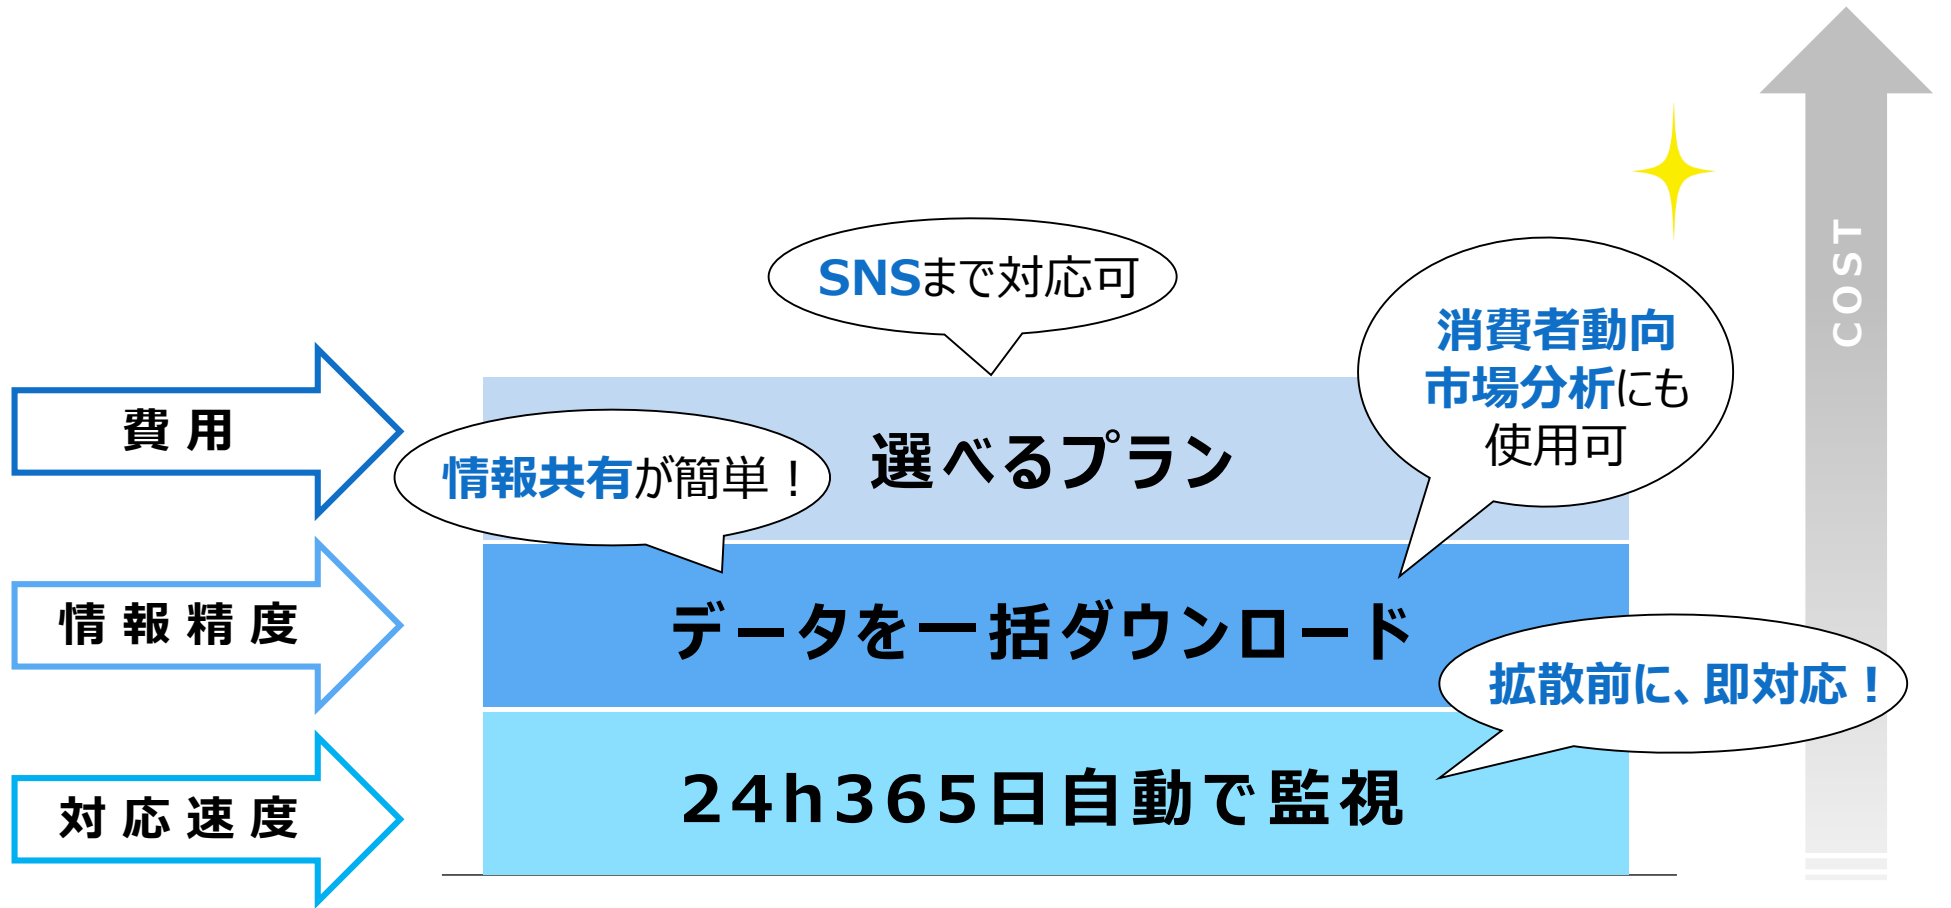 COST
SNSまで対応可
消費者動向
市場分析にも
使用可
費用
情報共有が簡単！
選べるプラン
情報精度
データを一括ダウンロード
拡散前に、即対応！
対応速度
24h365日自動で監視